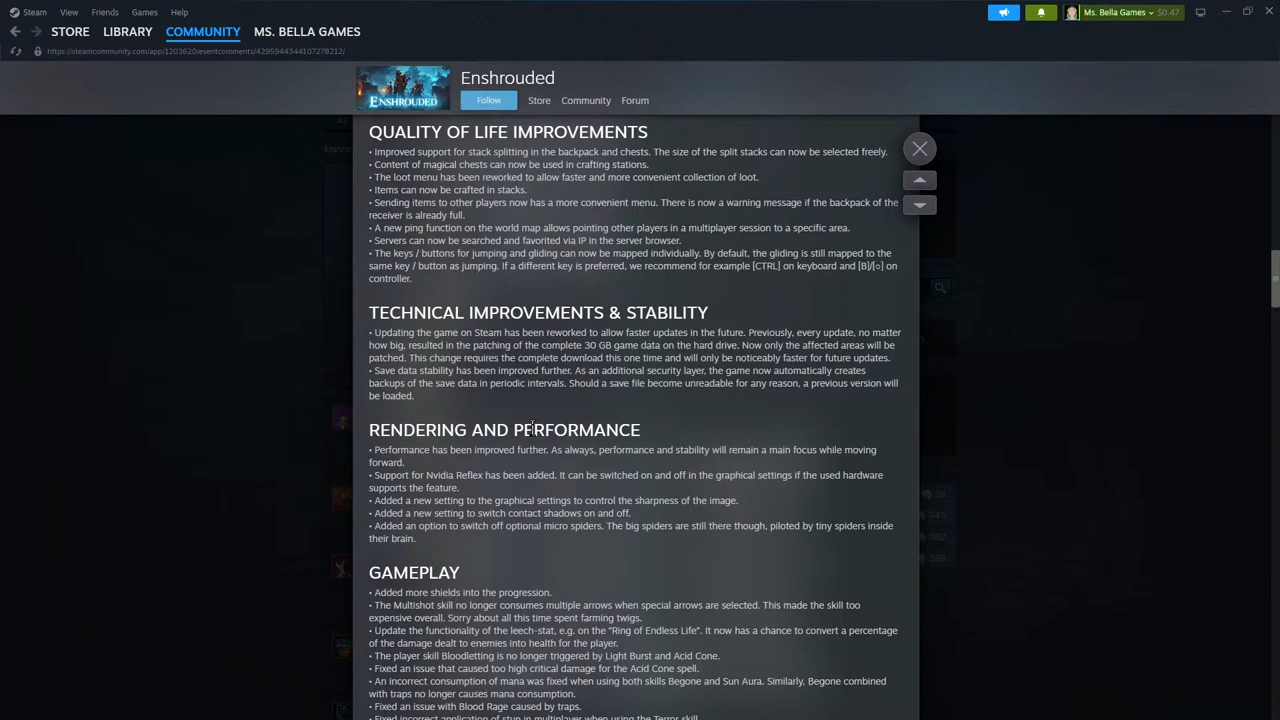 Steam View Friends Games Help
Ms. Bella Games $0.47
STORE LIBRARY COMMUNITY MS. BELLA GAMES
https://steamcommunity.com/app/1203620/eventcomments/4295944344107278212/
ENSHROUDED
Enshrouded
Follow Store Community Forum
QUALITY OF LIFE IMPROVEMENTS
• Improved support for stack splitting in the backpack and chests. The size of the split stacks can now be selected freely.
• Content of magical chests can now be used in crafting stations.
• The loot menu has been reworked to allow faster and more convenient collection of loot.
• Items can now be crafted in stacks.
• Sending items to other players now has a more convenient menu. There is now a warning message if the backpack of the
receiver is already full.
• A new ping function on the world map allows pointing other players in a multiplayer session to a specific area.
• Servers can now be searched and favorited via IP in the server browser.
• The keys / buttons for jumping and gliding can now be mapped individually. By default, the gliding is still mapped to the
same key / button as jumping. If a different key is preferred, we recommend for example [CTRL] on keyboard and [B]/[○] on
controller.
TECHNICAL IMPROVEMENTS & STABILITY
• Updating the game on Steam has been reworked to allow faster updates in the future. Previously, every update, no matter
how big, resulted in the patching of the complete 30 GB game data on the hard drive. Now only the affected areas will be
patched. This change requires the complete download this one time and will only be noticeably faster for future updates.
• Save data stability has been improved further. As an additional security layer, the game now automatically creates
backups of the save data in periodic intervals. Should a save file become unreadable for any reason, a previous version will
be loaded.
RENDERING AND PERFORMANCE
• Performance has been improved further. As always, performance and stability will remain a main focus while moving
forward.
• Support for Nvidia Reflex has been added. It can be switched on and off in the graphical settings if the used hardware
supports the feature.
• Added a new setting to the graphical settings to control the sharpness of the image.
• Added a new setting to switch contact shadows on and off.
• Added an option to switch off optional micro spiders. The big spiders are still there though, piloted by tiny spiders inside
their brain.
GAMEPLAY
• Added more shields into the progression.
• The Multishot skill no longer consumes multiple arrows when special arrows are selected. This made the skill too
expensive overall. Sorry about all this time spent farming twigs.
• Update the functionality of the leech-stat, e.g. on the "Ring of Endless Life". It now has a chance to convert a percentage
of the damage dealt to enemies into health for the player.
• The player skill Bloodletting is no longer triggered by Light Burst and Acid Cone.
• Fixed an issue that caused too high critical damage for the Acid Cone spell.
• An incorrect consumption of mana was fixed when using both skills Begone and Sun Aura. Similarly, Begone combined
with traps no longer causes mana consumption.
• Fixed an issue with Blood Rage caused by traps.
• Fixed incorrect application of stun in multiplayer when using the Terror skill.